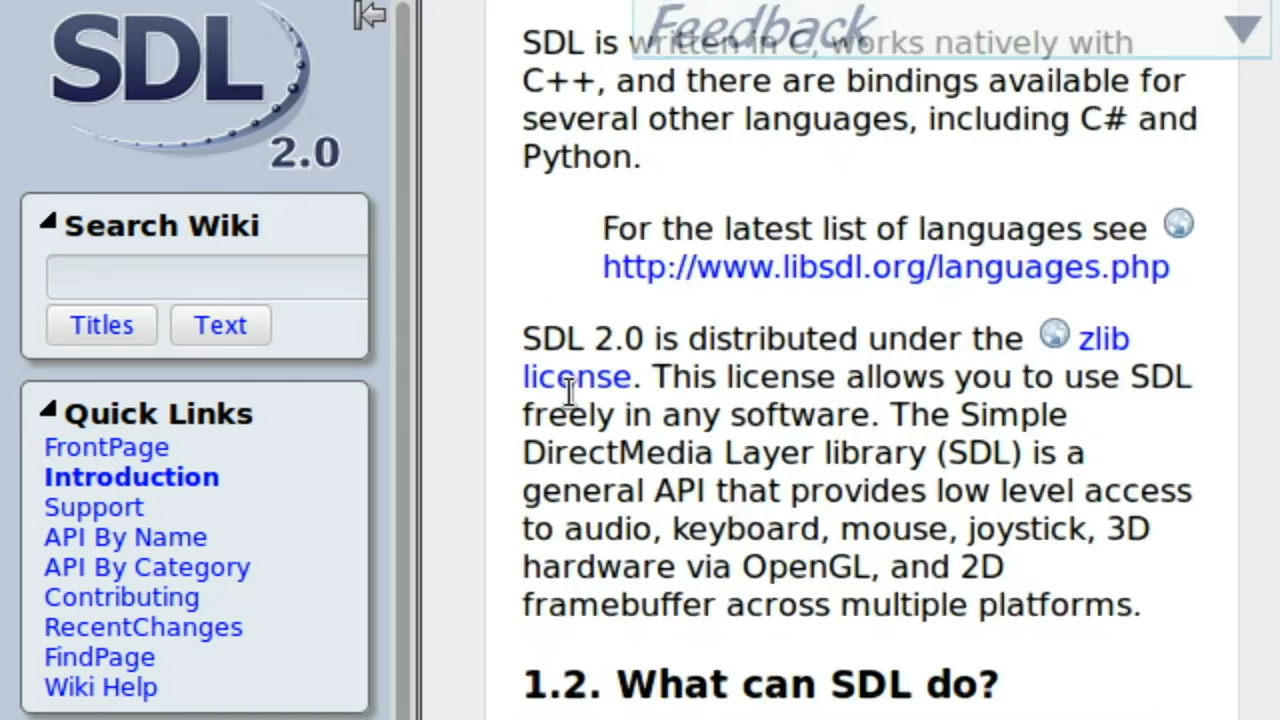 SDL
2.0
Search Wiki
Titles Text
Quick Links
FrontPage
Introduction
Support
API By Name
API By Category
Contributing
RecentChanges
FindPage
Wiki Help
Feedback
SDL is written in C, works natively with
C++, and there are bindings available for
several other languages, including C# and
Python.
For the latest list of languages see
http://www.libsdl.org/languages.php
SDL 2.0 is distributed under the zlib
license. This license allows you to use SDL
freely in any software. The Simple
DirectMedia Layer library (SDL) is a
general API that provides low level access
to audio, keyboard, mouse, joystick, 3D
hardware via OpenGL, and 2D
framebuffer across multiple platforms.
1.2. What can SDL do?